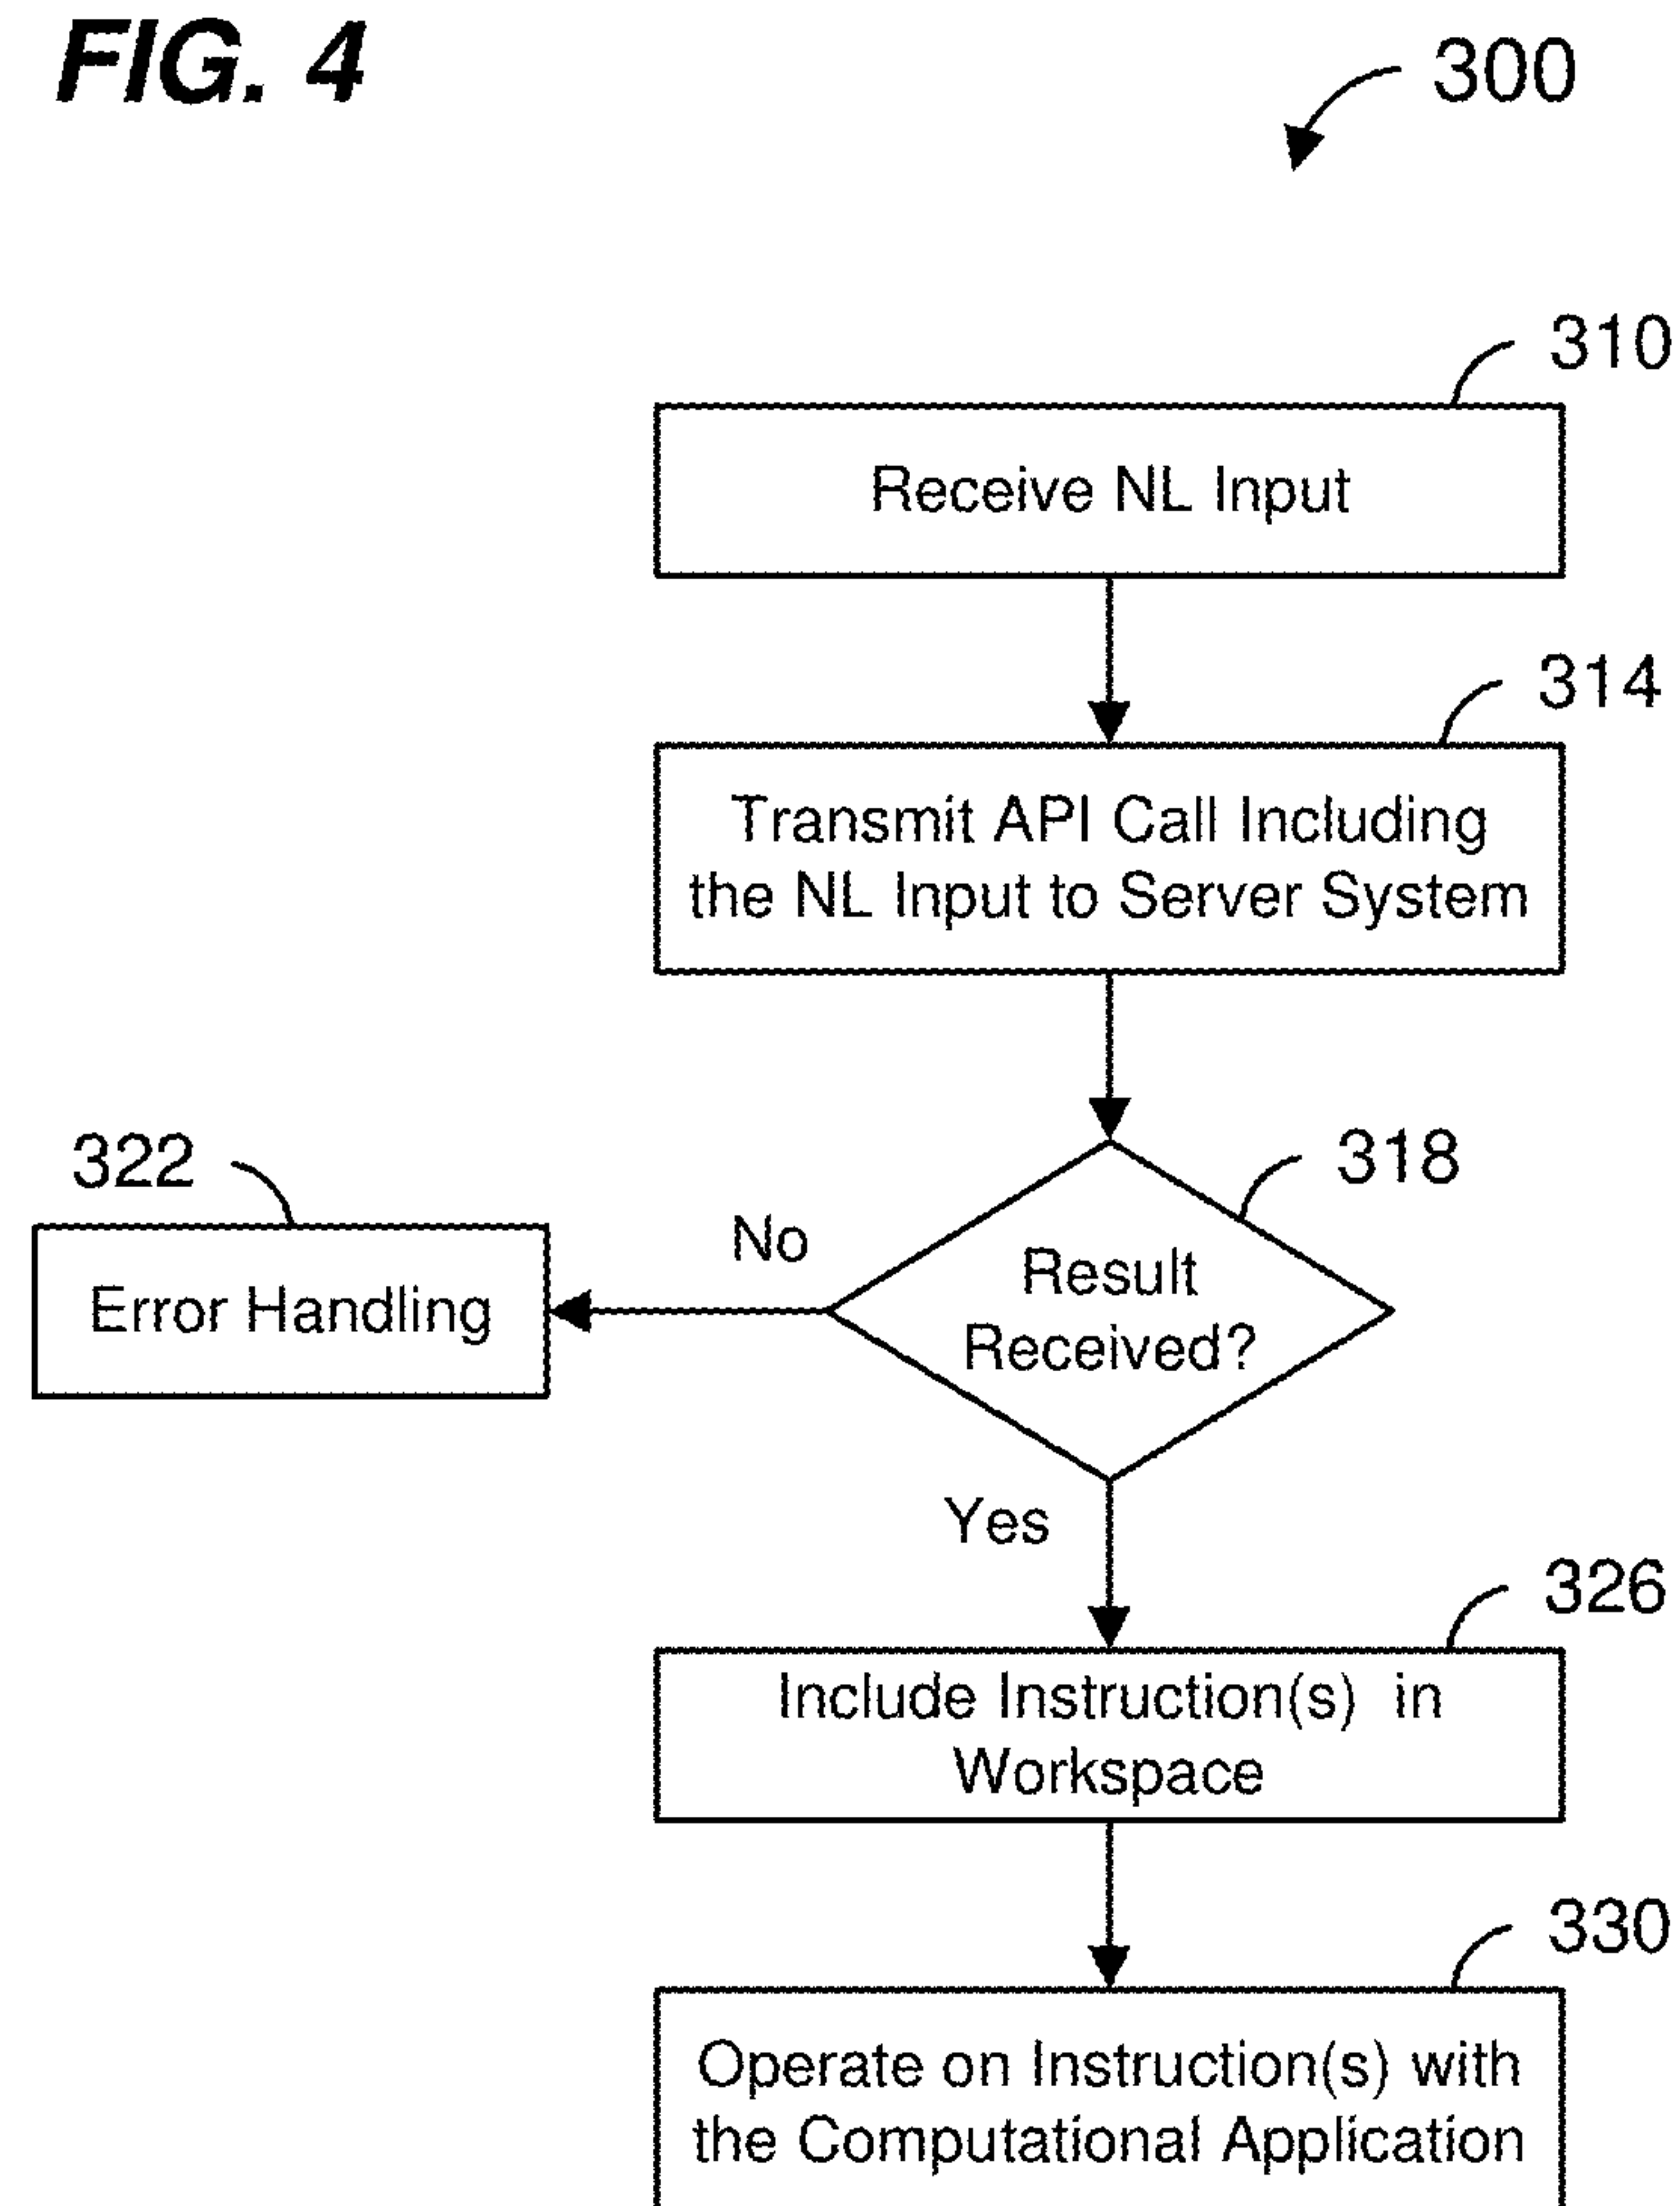 FIG. 4
300
310
Receive NL Input
314
Transmit API Call Including
the NL Input to Server System
318
322
No
Result
Received?
Error Handling
Yes
326
Include Instruction(s) in
Workspace
330
Operate on Instruction(s) with
the Computational Application